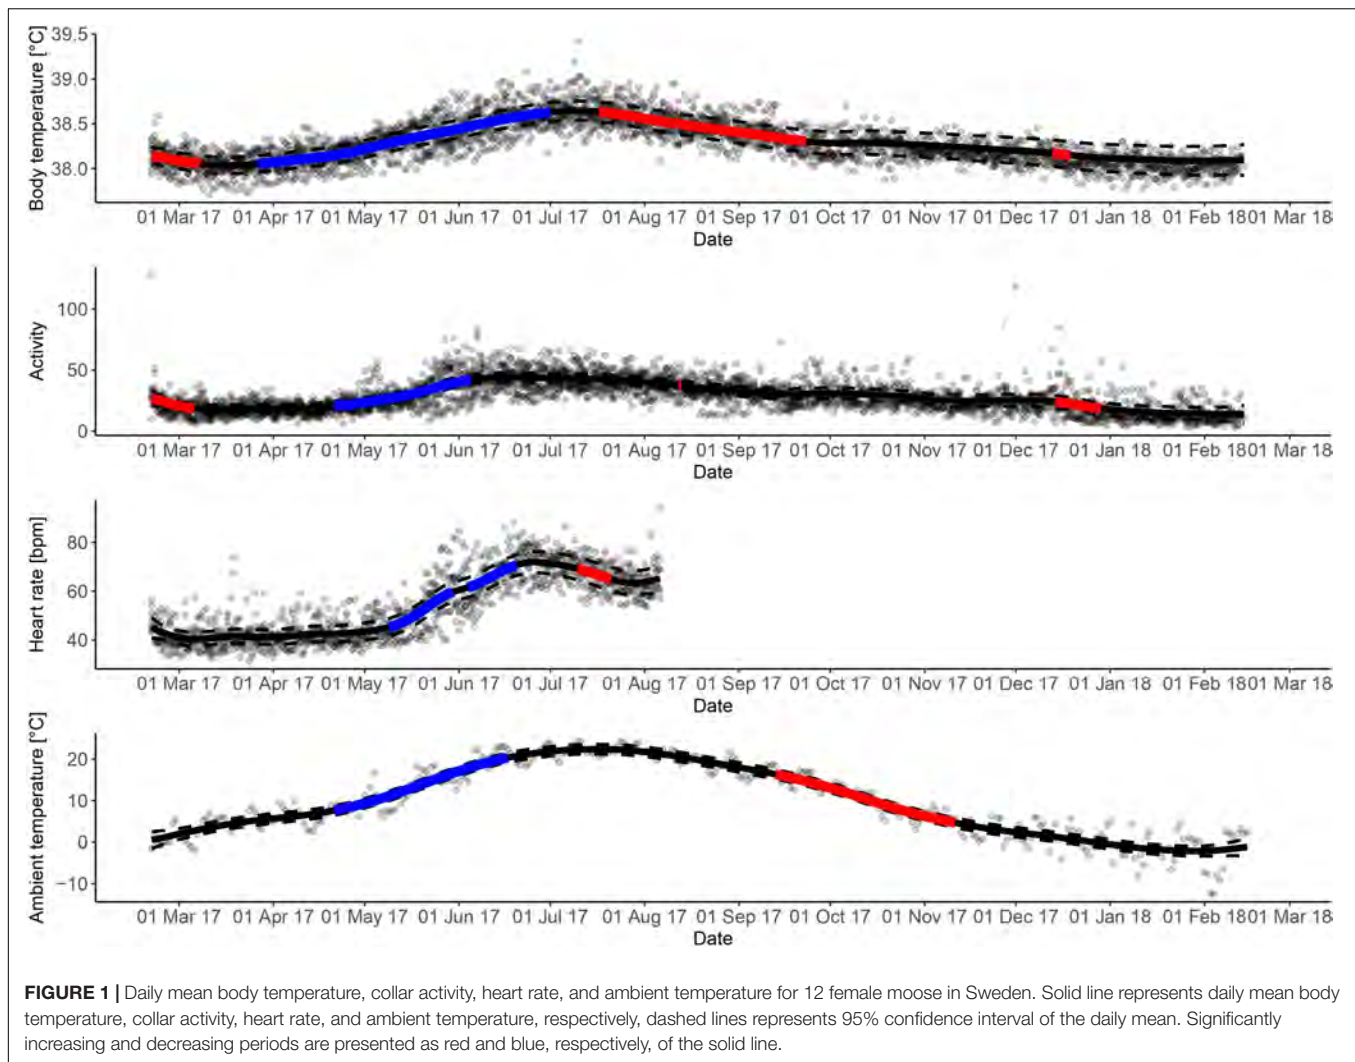 Body temperature [°C]
39.5
39.0
38.5
38.0
01 Mar 17 01 Apr 17 01 May 17 01 Jun 17 01 Jul 17 01 Aug 17 01 Sep 17 01 Oct 17 01 Nov 17 01 Dec 17 01 Jan 18 01 Feb 18 01 Mar 18
Date
Activity
100
50
0
01 Mar 17 01 Apr 17 01 May 17 01 Jun 17 01 Jul 17 01 Aug 17 01 Sep 17 01 Oct 17 01 Nov 17 01 Dec 17 01 Jan 18 01 Feb 18 01 Mar 18
Date
Heart rate [bpm]
80
60
40
01 Mar 17 01 Apr 17 01 May 17 01 Jun 17 01 Jul 17 01 Aug 17 01 Sep 17 01 Oct 17 01 Nov 17 01 Dec 17 01 Jan 18 01 Feb 18 01 Mar 18
Date
Ambient temperature [°C]
20
10
0
−10
01 Mar 17 01 Apr 17 01 May 17 01 Jun 17 01 Jul 17 01 Aug 17 01 Sep 17 01 Oct 17 01 Nov 17 01 Dec 17 01 Jan 18 01 Feb 18 01 Mar 18
Date
FIGURE 1 | Daily mean body temperature, collar activity, heart rate, and ambient temperature for 12 female moose in Sweden. Solid line represents daily mean body
temperature, collar activity, heart rate, and ambient temperature, respectively, dashed lines represents 95% confidence interval of the daily mean. Significantly
increasing and decreasing periods are presented as red and blue, respectively, of the solid line.